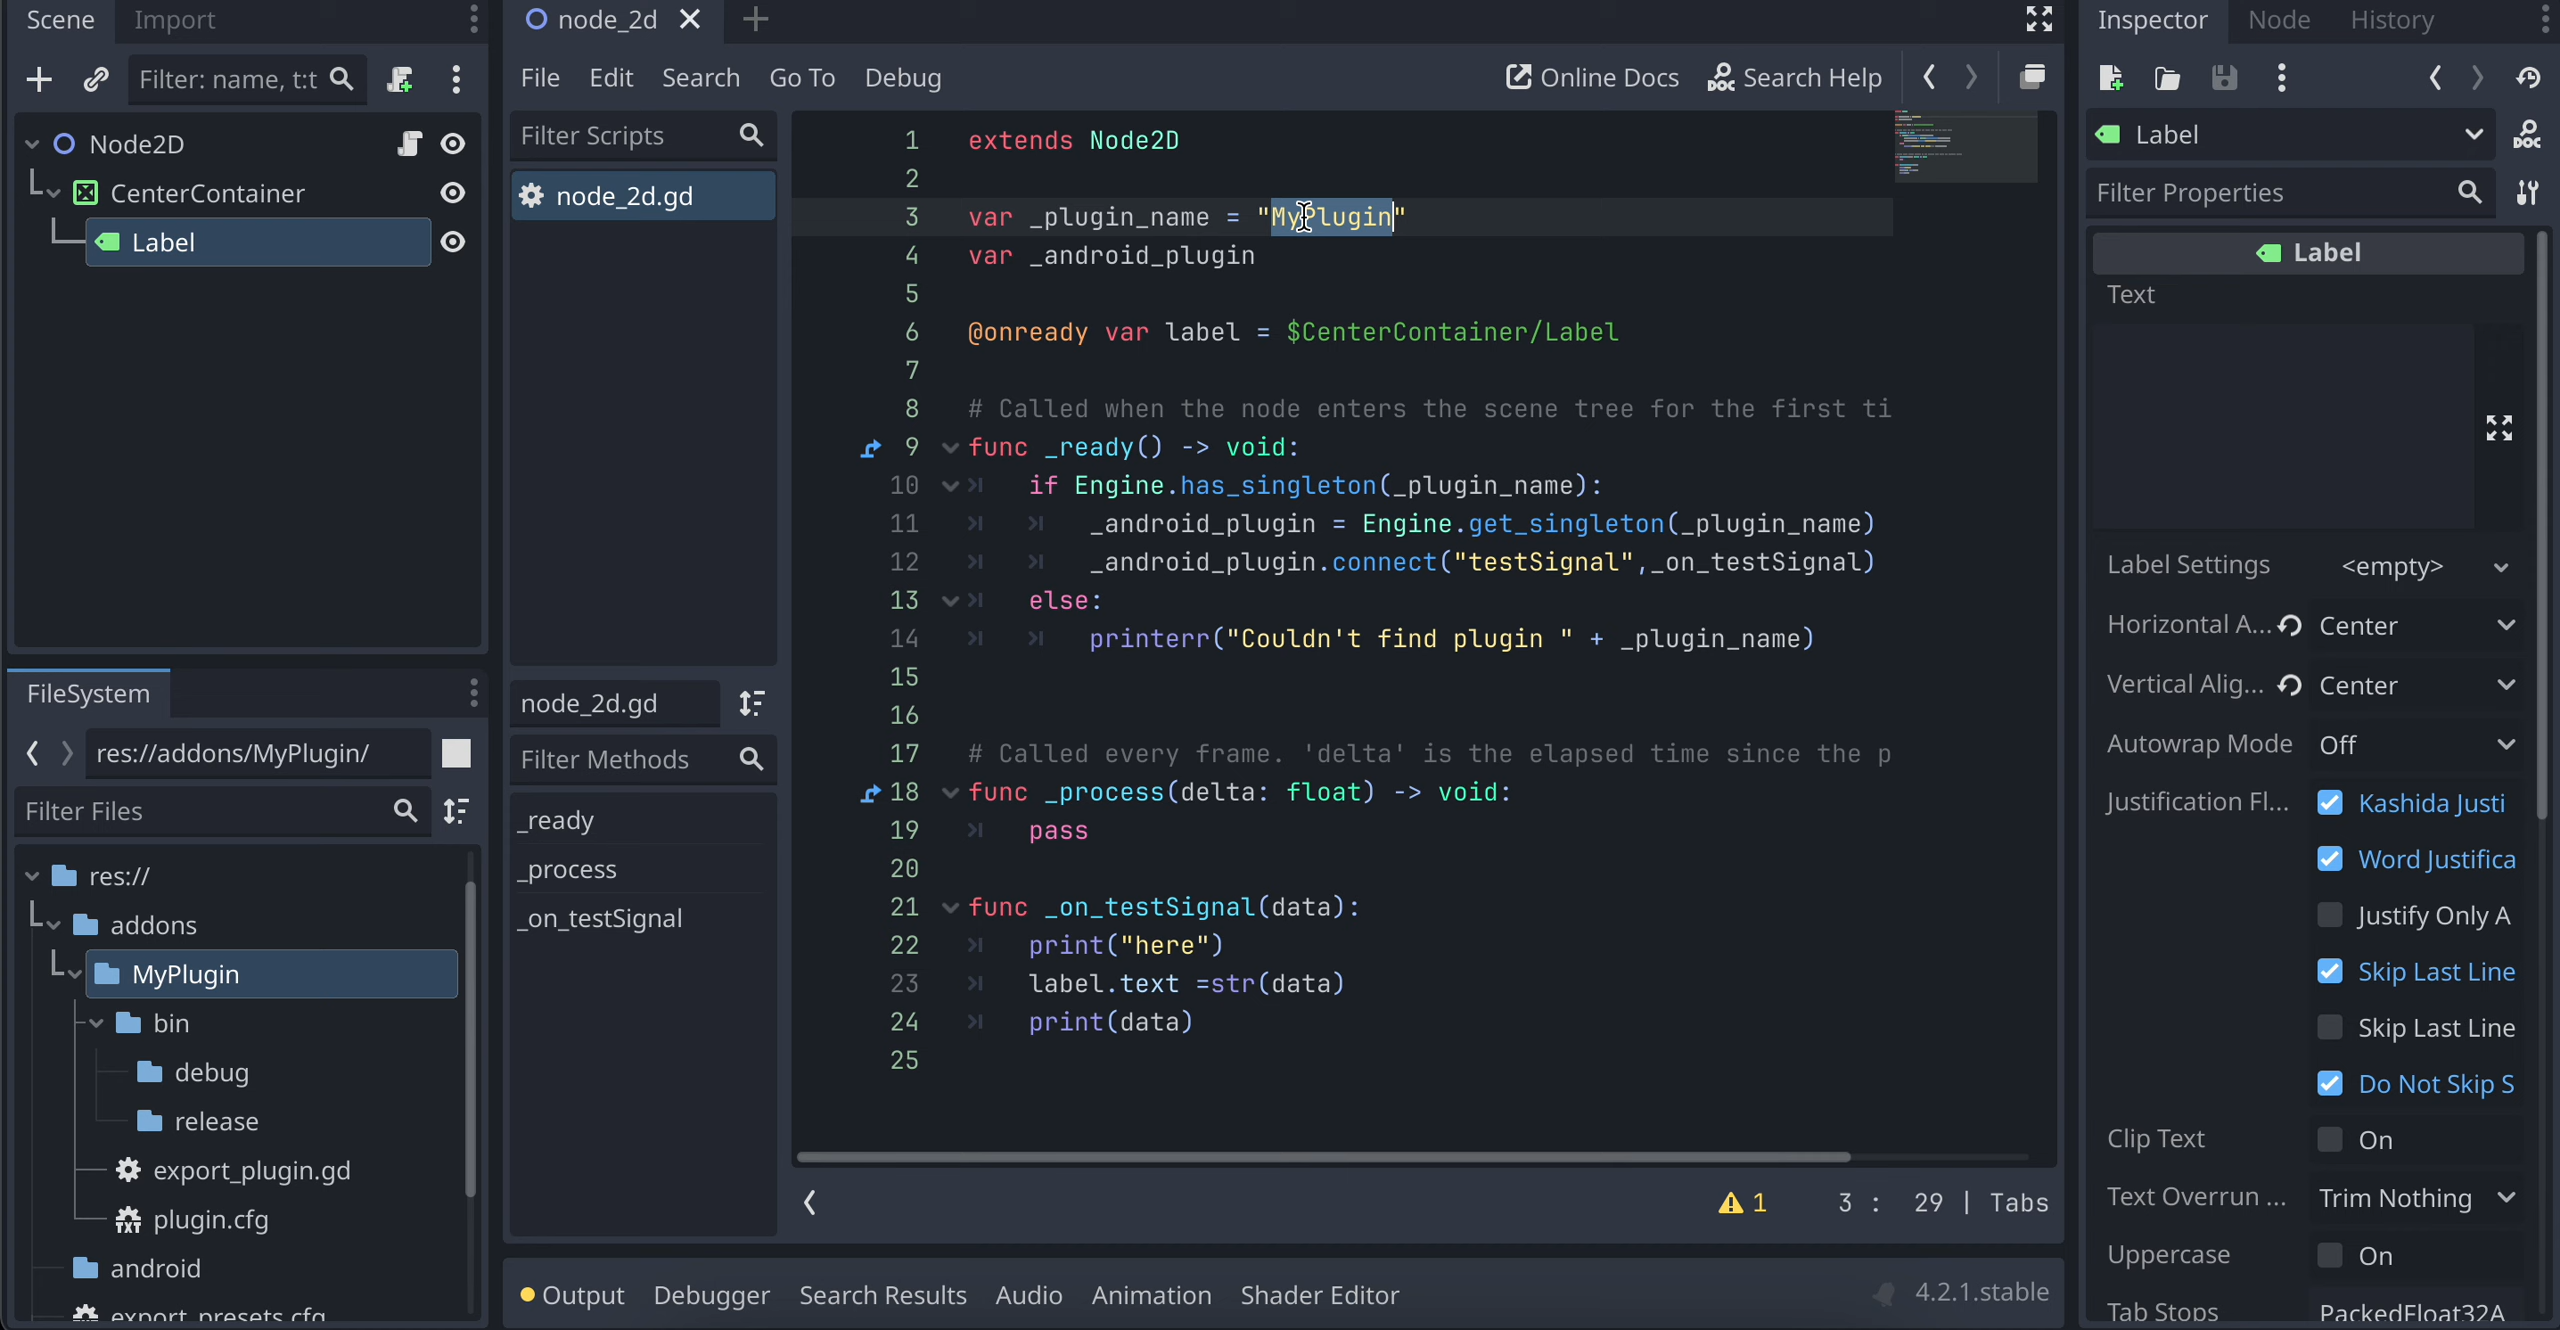 Scene Import
Filter: name, t:t
Node2D
CenterContainer
Label
FileSystem
res://addons/MyPlugin/
Filter Files
res://
addons
MyPlugin
bin
debug
release
export_plugin.gd
plugin.cfg
android
export_presets.cfg
node_2d
File Edit Search Go To Debug
Online Docs DOC Search Help
Filter Scripts
node_2d.gd
node_2d.gd
Filter Methods
_ready
_process
_on_testSignal
1 extends Node2D
2
3 var _plugin_name = "MyPlugin"
4 var _android_plugin
5
6 @onready var label = $CenterContainer/Label
7
8 # Called when the node enters the scene tree for the first ti
9 func _ready() -> void:
10 if Engine.has_singleton(_plugin_name):
11 _android_plugin = Engine.get_singleton(_plugin_name)
12 _android_plugin.connect("testSignal",_on_testSignal)
13 else:
14 printerr("Couldn't find plugin " + _plugin_name)
15
16
17 # Called every frame. 'delta' is the elapsed time since the p
18 func _process(delta: float) -> void:
19 pass
20
21 func _on_testSignal(data):
22 print("here")
23 label.text =str(data)
24 print(data)
25
1 3 : 29 | Tabs
Output Debugger Search Results Audio Animation Shader Editor 4.2.1.stable
Inspector Node History
Label DOC
Filter Properties
Label
Text
Label Settings <empty>
Horizontal A... Center
Vertical Alig... Center
Autowrap Mode Off
Justification Fl... Kashida Justi
Word Justifica
Justify Only A
Skip Last Line
Skip Last Line
Do Not Skip S
Clip Text On
Text Overrun ... Trim Nothing
Uppercase On
Tab Stops PackedFloat32A